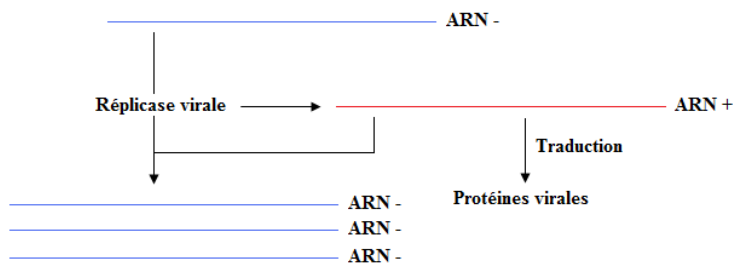 ARN -
Réplicase virale
ARN +
Traduction
Protéines virales
ARN -
ARN -
ARN -